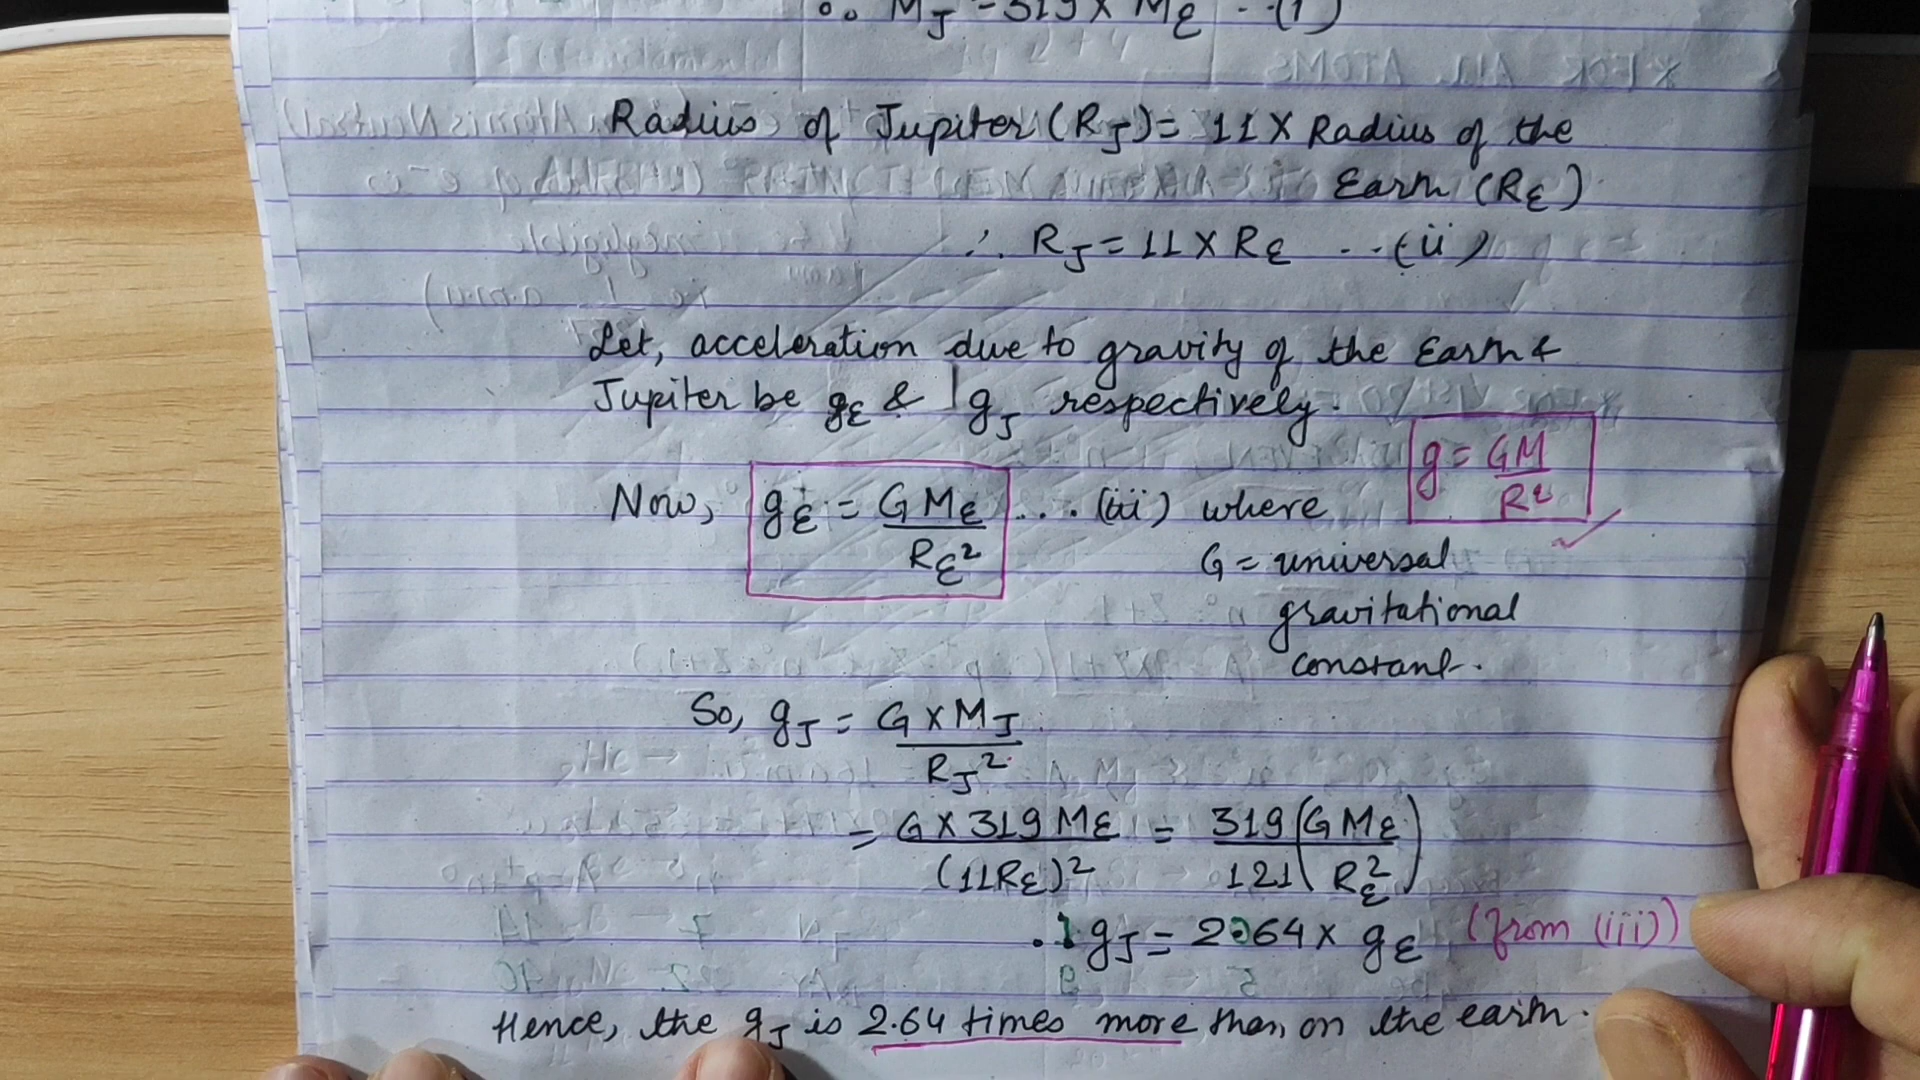 ∴ MJ = 319 × ME ..(i)
Radius of Jupiter (RJ) = 11 × Radius of the
Earth (RE)
∴ RJ = 11 × RE ..(ii)
Let, acceleration due to gravity of the Earth &
Jupiter be gE & gJ respectively.
g = GM/R²
Now, gE = GME/RE² ... (iii) where
G = universal
gravitational
constant.
So, gJ = G × MJ/RJ²
= G × 319 ME/(11RE)² = 319/121 (GME/RE²)
gJ = 2.64 × gE (from (iii))
Hence, the gJ is 2.64 times more than on the earth.